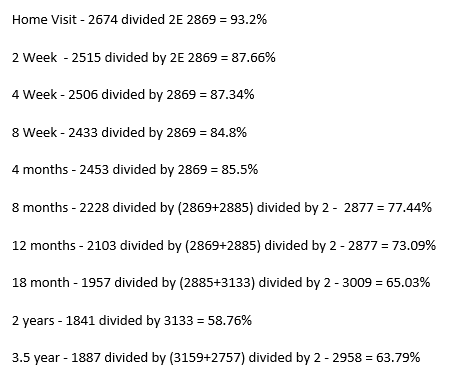 Home Visit - 2674 divided 2E 2869 = 93.2%
2 Week  - 2515 divided by 2E 2869 = 87.66%
4 Week - 2506 divided by 2869 = 87.34%
8 Week - 2433 divided by 2869 = 84.8%
4 months - 2453 divided by 2869 = 85.5%
8 months - 2228 divided by (2869+2885) divided by 2 -  2877 = 77.44%
12 months - 2103 divided by (2869+2885) divided by 2 - 2877 = 73.09%
18 month - 1957 divided by (2885+3133) divided by 2 - 3009 = 65.03%
2 years - 1841 divided by 3133 = 58.76%
3.5 year - 1887 divided by (3159+2757) divided by 2 - 2958 = 63.79%